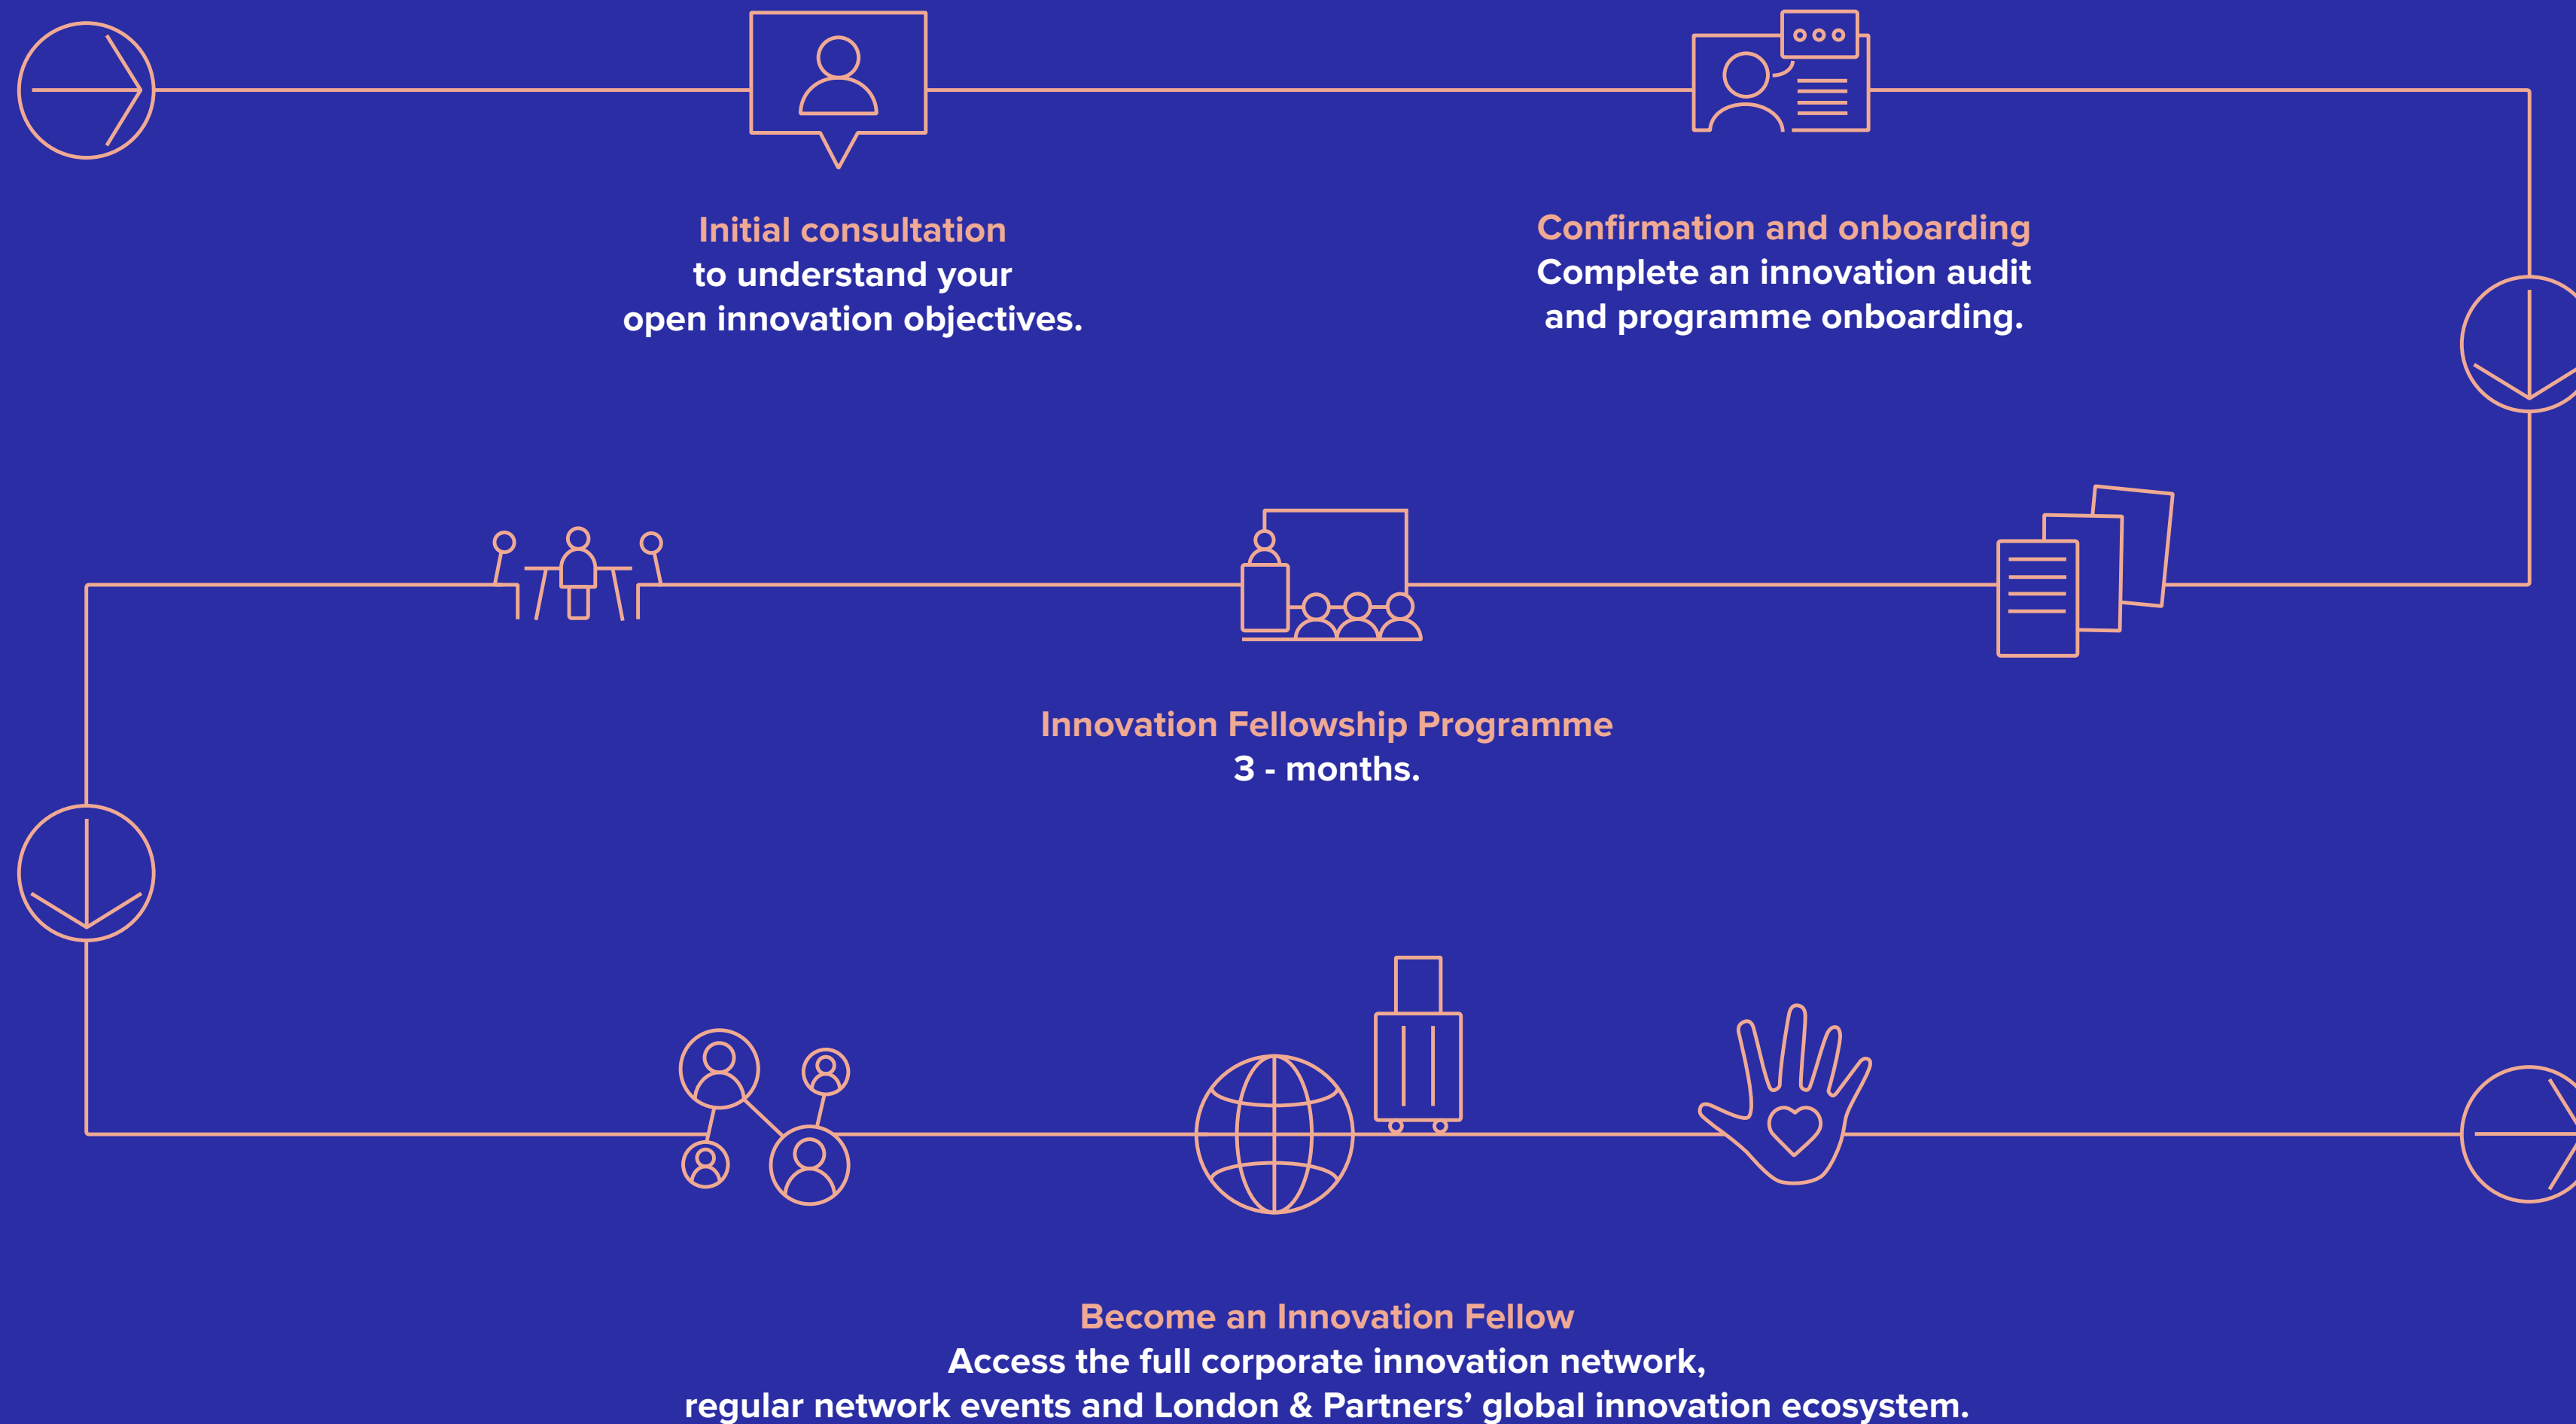 Initial consultation
to understand your
open innovation objectives.
Confirmation and onboarding
Complete an innovation audit
and programme onboarding.
Innovation Fellowship Programme
3 - months.
Become an Innovation Fellow
Access the full corporate innovation network,
regular network events and London & Partners’ global innovation ecosystem.